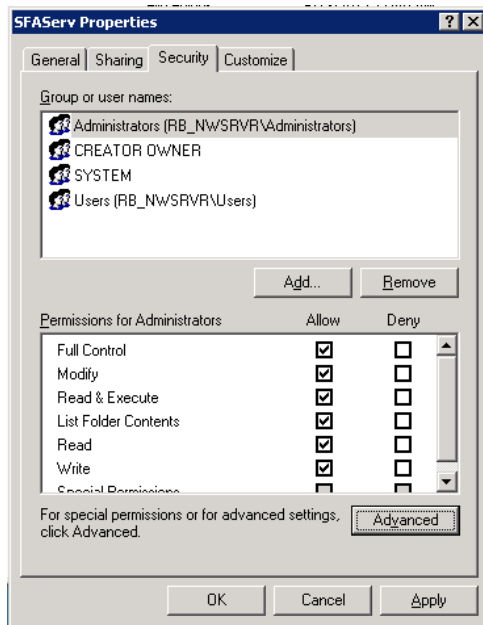 SFAServ Properties
General Sharing Security Customize
Group or user names:
Administrators (RB_NWSRVR\Administrators)
CREATOR OWNER
SYSTEM
Users (RB_NWSRVR\Users)
Add... Remove
Permissions for Administrators Allow Deny
Full Control
Modify
Read & Execute
List Folder Contents
Read
Write
Special Permissions
For special permissions or for advanced settings,
click Advanced.
Advanced
OK Cancel Apply